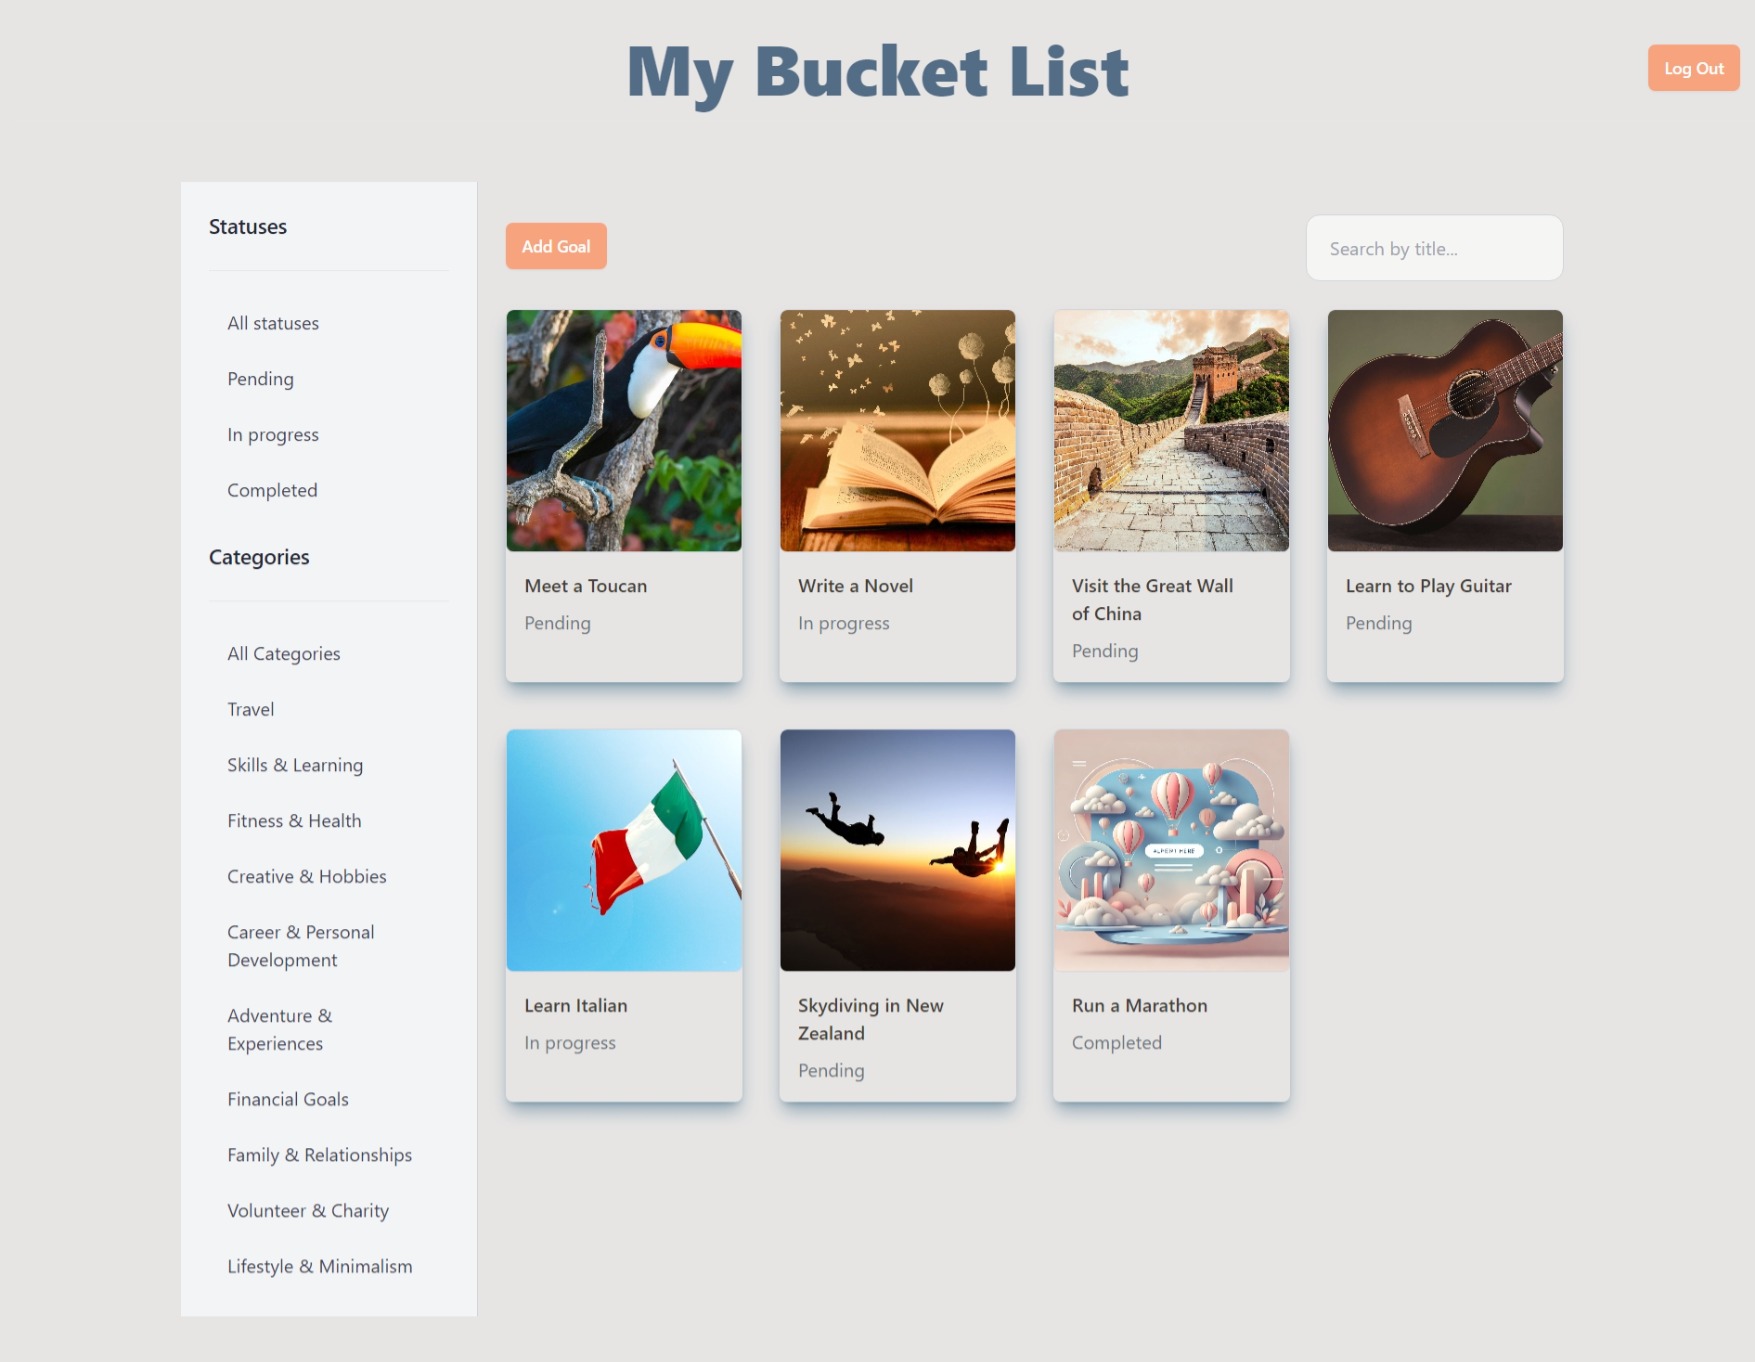 My Bucket List
Log Out
Statuses
All statuses
Pending
In progress
Completed
Categories
All Categories
Travel
Skills & Learning
Fitness & Health
Creative & Hobbies
Career & Personal
Development
Adventure &
Experiences
Financial Goals
Family & Relationships
Volunteer & Charity
Lifestyle & Minimalism
Add Goal
Search by title...
Meet a Toucan
Pending
Write a Novel
In progress
Visit the Great Wall
of China
Pending
Learn to Play Guitar
Pending
Learn Italian
In progress
Skydiving in New
Zealand
Pending
Run a Marathon
Completed